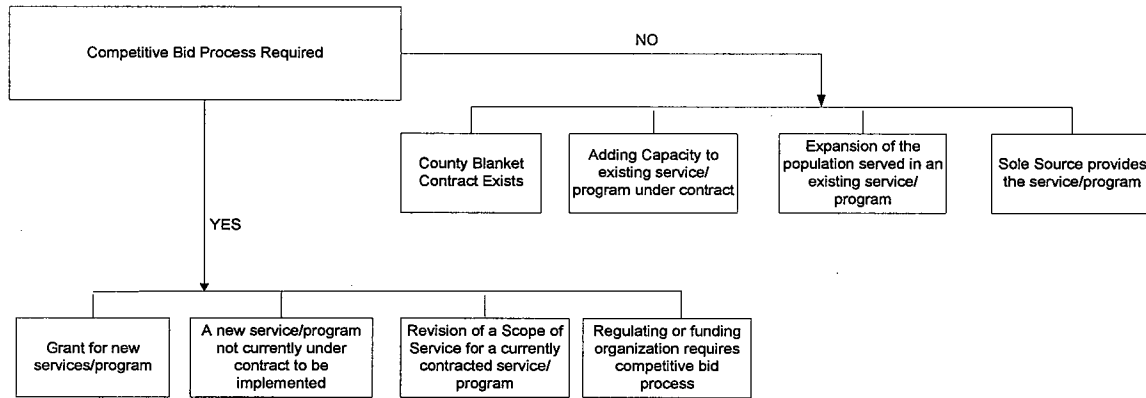 Competitive Bid Process Required
NO
County Blanket
Contract Exists
Adding Capacity to
existing service/
program under contract
Expansion of the
population served in an
existing service/
program
Sole Source provides
the service/program
YES
Grant for new
services/program
A new service/program
not currently under
contract to be
implemented
Revision of a Scope of
Service for a currently
contracted service/
program
Regulating or funding
organization requires
competitive bid
process